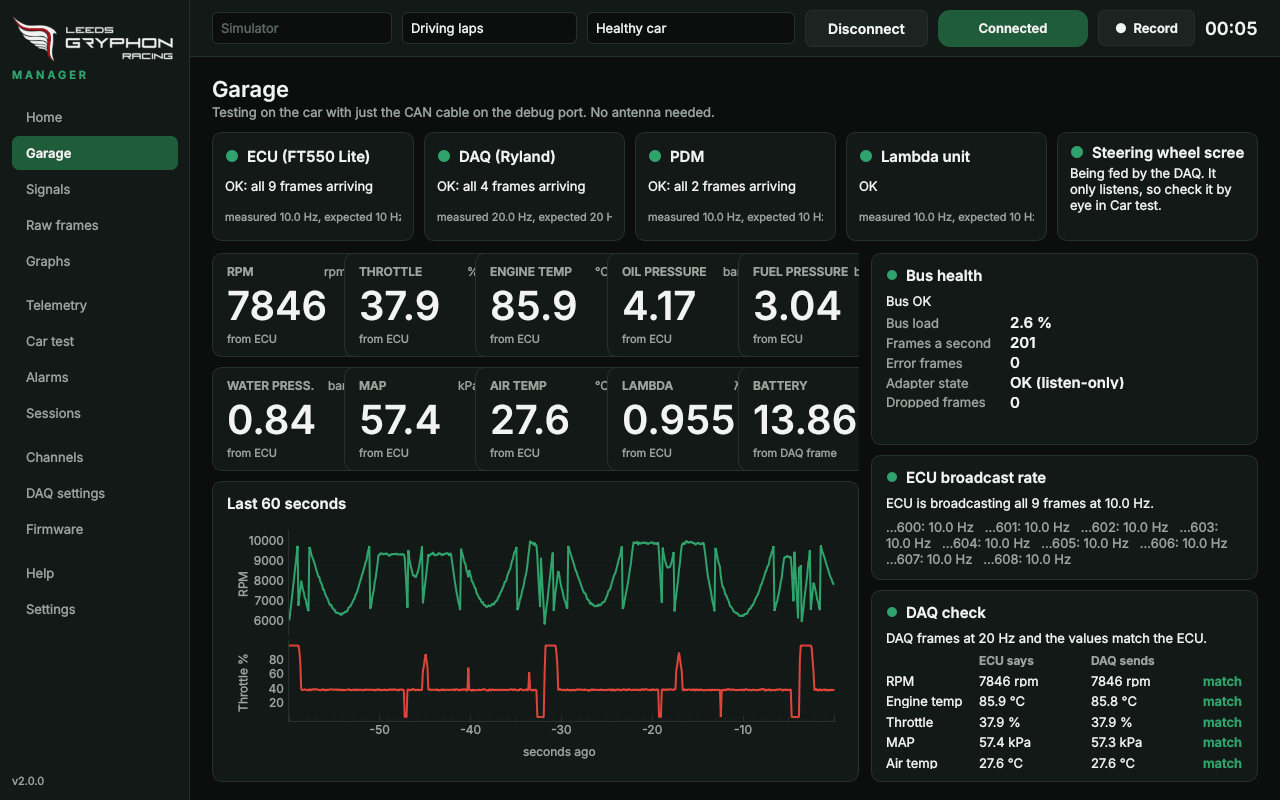 LEEDS
GRYPHON
RACING
MANAGER
Simulator
Driving laps
Healthy car
Disconnect
Connected
Record
00:05
Home
Garage
Signals
Raw frames
Graphs
Telemetry
Car test
Alarms
Sessions
Channels
DAQ settings
Firmware
Help
Settings
v2.0.0
Garage
Testing on the car with just the CAN cable on the debug port. No antenna needed.
ECU (FT550 Lite)
OK: all 9 frames arriving
measured 10.0 Hz, expected 10 Hz
DAQ (Ryland)
OK: all 4 frames arriving
measured 20.0 Hz, expected 20 H
PDM
OK: all 2 frames arriving
measured 10.0 Hz, expected 10 H:
Lambda unit
OK
measured 10.0 Hz, expected 10 H:
Steering wheel scree
Being fed by the DAQ. It
only listens, so check it by
eye in Car test.
RPM rpm
7846
from ECU
THROTTLE %
37.9
from ECU
ENGINE TEMP °C
85.9
from ECU
OIL PRESSURE ba
4.17
from ECU
FUEL PRESSURE b
3.04
from ECU
WATER PRESS. bar
0.84
from ECU
MAP kPa
57.4
from ECU
AIR TEMP °C
27.6
from ECU
LAMBDA λ
0.955
from ECU
BATTERY
13.86
from DAQ frame
Last 60 seconds
RPM
10000
9000
8000
7000
6000
Throttle %
80
60
40
20
-50 -40 -30 -20 -10
seconds ago
Bus health
Bus OK
Bus load 2.6 %
Frames a second 201
Error frames 0
Adapter state OK (listen-only)
Dropped frames 0
ECU broadcast rate
ECU is broadcasting all 9 frames at 10.0 Hz.
...600: 10.0 Hz ...601: 10.0 Hz ...602: 10.0 Hz ...603:
10.0 Hz ...604: 10.0 Hz ...605: 10.0 Hz ...606: 10.0 Hz
...607: 10.0 Hz ...608: 10.0 Hz
DAQ check
DAQ frames at 20 Hz and the values match the ECU.
ECU says DAQ sends
RPM 7846 rpm 7846 rpm match
Engine temp 85.9 °C 85.8 °C match
Throttle 37.9 % 37.9 % match
MAP 57.4 kPa 57.3 kPa match
Air temp 27.6 °C 27.6 °C match